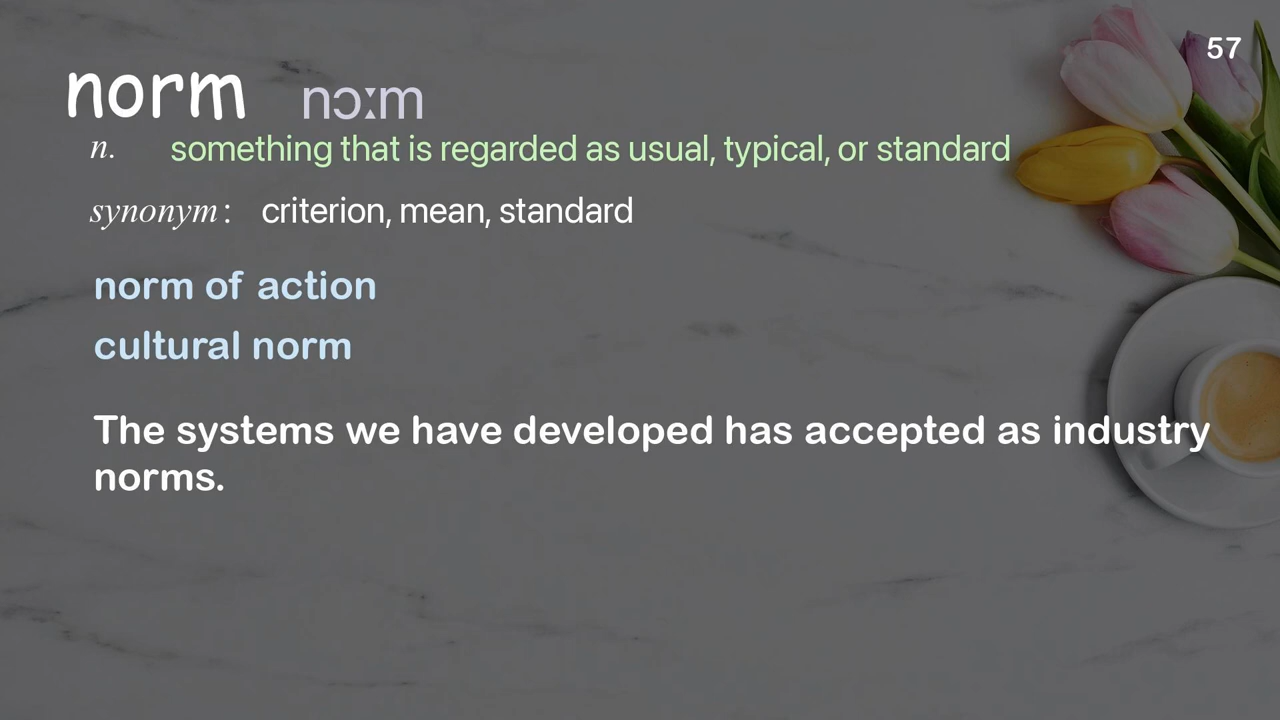 57
norm nɔːm
n. something that is regarded as usual, typical, or standard
synonym : criterion, mean, standard
norm of action
cultural norm
The systems we have developed has accepted as industry
norms.